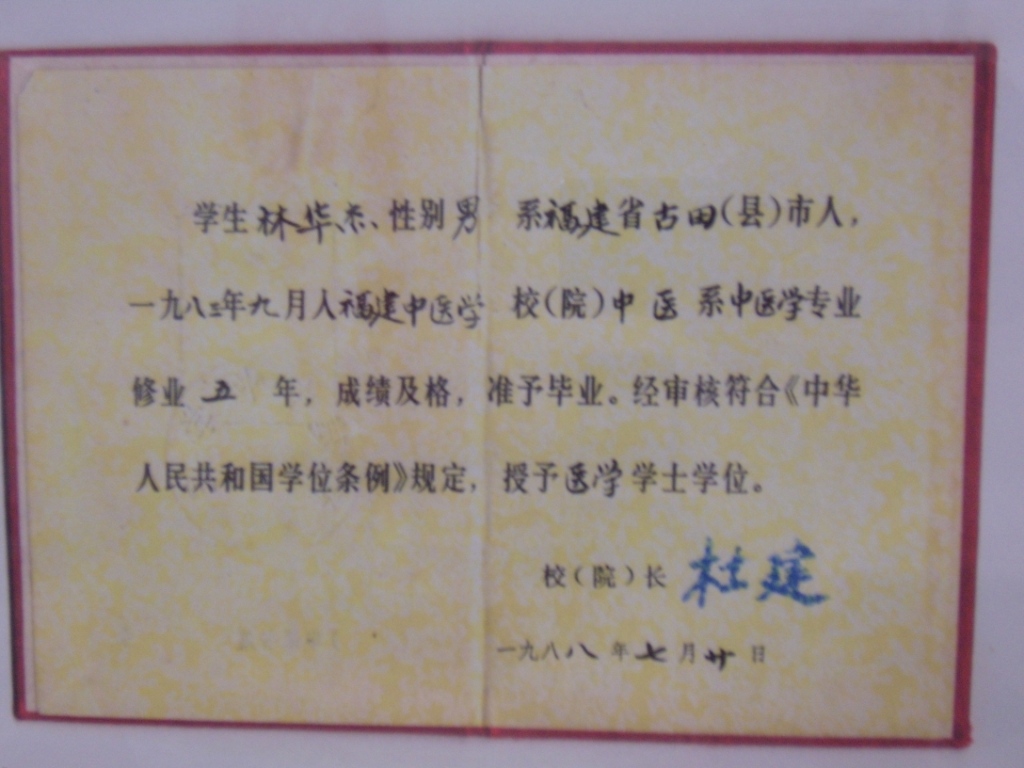 学生林华杰、性别男 系福建省古田(县)市人,
一九八三年九月入福建中医学 校(院)中医 系中医学专业
修业 五 年,成绩及格,准予毕业。经审核符合《中华
人民共和国学位条例》规定,授予医学学士学位。
校(院)长 杜建
一九八八年七月廿日